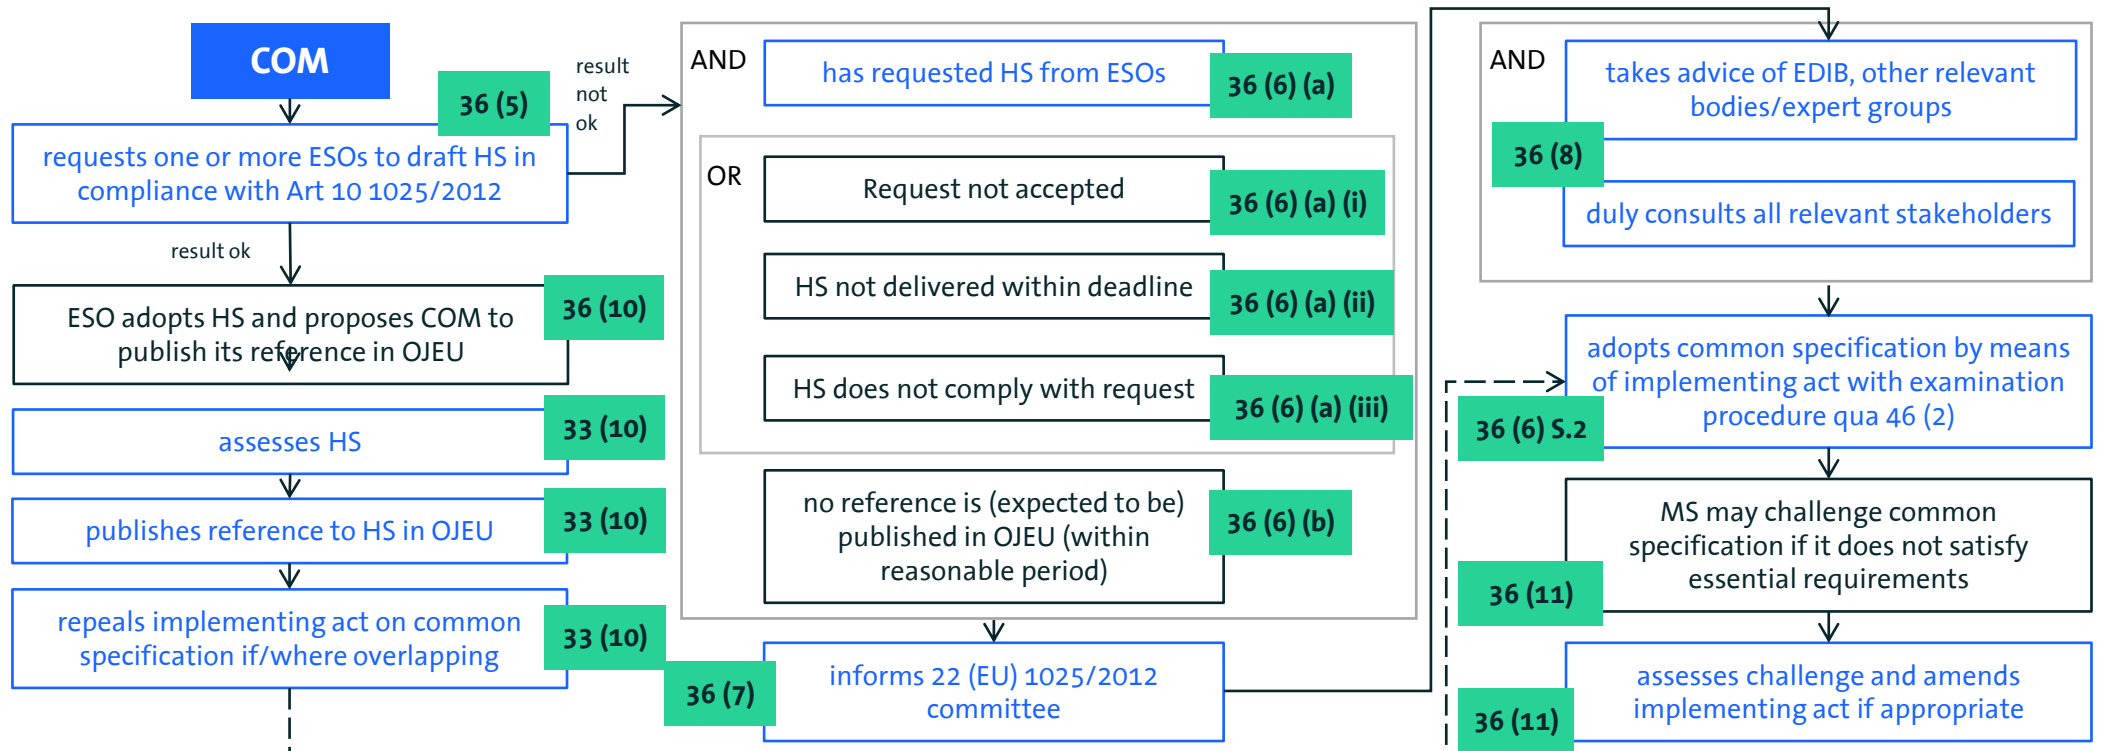 COM
36 (5)
requests one or more ESOs to draft HS in
compliance with Art 10 1025/2012
result
not
ok
result ok
ESO adopts HS and proposes COM to
publish its reference in OJEU
36 (10)
assesses HS
33 (10)
publishes reference to HS in OJEU
33 (10)
repeals implementing act on common
specification if/where overlapping
33 (10)
AND
has requested HS from ESOs
36 (6) (a)
OR
Request not accepted
36 (6) (a) (i)
HS not delivered within deadline
36 (6) (a) (ii)
HS does not comply with request
36 (6) (a) (iii)
no reference is (expected to be)
published in OJEU (within
reasonable period)
36 (6) (b)
informs 22 (EU) 1025/2012
committee
36 (7)
AND
takes advice of EDIB, other relevant
bodies/expert groups
36 (8)
duly consults all relevant stakeholders
adopts common specification by means
of implementing act with examination
procedure qua 46 (2)
36 (6) S.2
MS may challenge common
specification if it does not satisfy
essential requirements
36 (11)
assesses challenge and amends
implementing act if appropriate
36 (11)